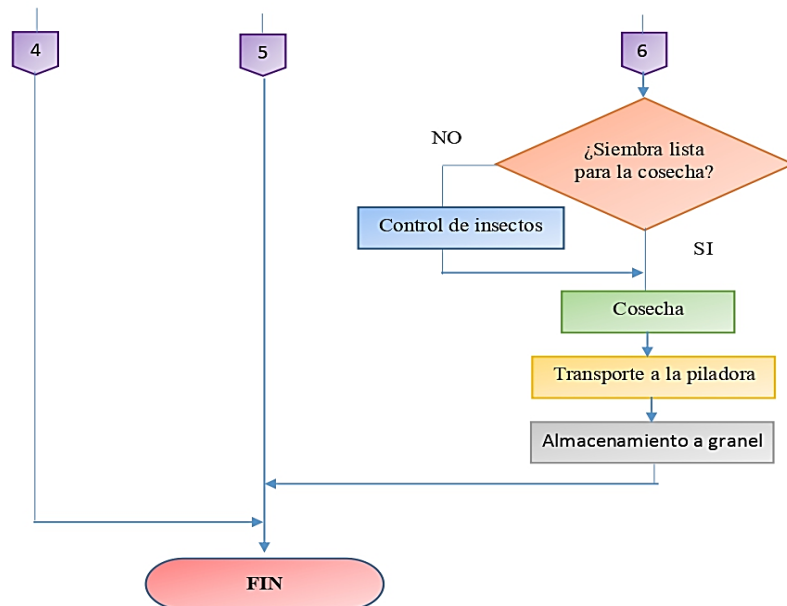 4
5
6
NO
¿Siembra lista
para la cosecha?
Control de insectos
SI
Cosecha
Transporte a la piladora
Almacenamiento a granel
FIN